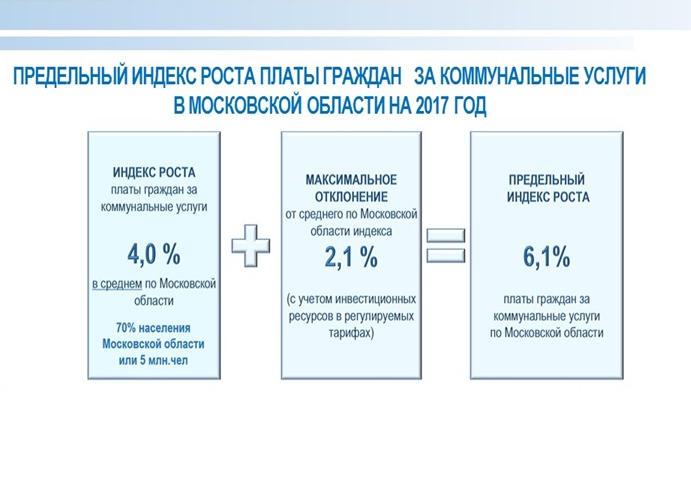 ПРЕДЕЛЬНЫЙ ИНДЕКС РОСТА ПЛАТЫ ГРАЖДАН ЗА КОММУНАЛЬНЫЕ УСЛУГИ
В МОСКОВСКОЙ ОБЛАСТИ НА 2017 ГОД
ИНДЕКС РОСТА
платы граждан за
коммунальные услуги
4,0 %
в среднем по Московской
области
70% населения
Московской области
или 5 млн.чел
+
МАКСИМАЛЬНОЕ
ОТКЛОНЕНИЕ
от среднего по Московской
области индекса
2,1 %
(с учетом инвестиционных
ресурсов в регулируемых
тарифах)
=
ПРЕДЕЛЬНЫЙ
ИНДЕКС РОСТА
6,1%
платы граждан за
коммунальные услуги
по Московской области